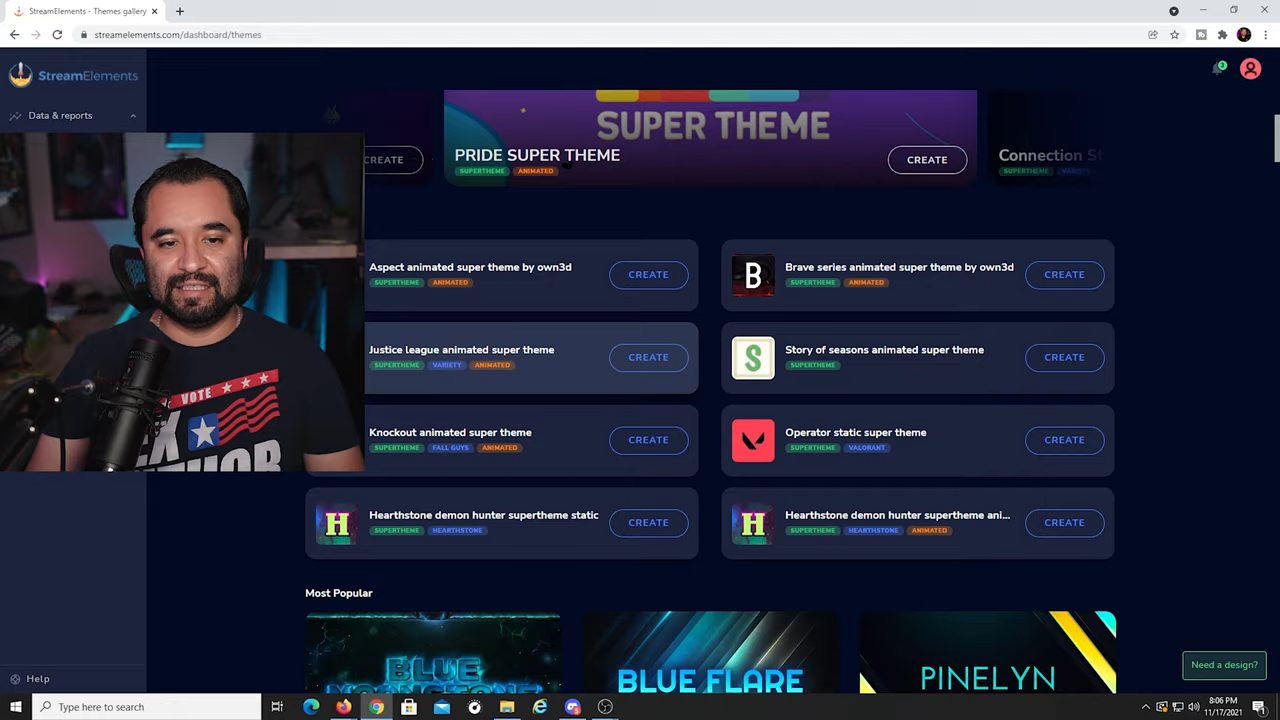 StreamElements - Themes gallery
streamelements.com/dashboard/themes
StreamElements
3
Data & reports
SUPER THEME
CREATE
PRIDE SUPER THEME
CREATE
SUPERTHEME ANIMATED
SUPERTHEME
Aspect animated super theme by own3d
SUPERTHEME ANIMATED
CREATE
B
Brave series animated super theme by own3d
SUPERTHEME ANIMATED
CREATE
Justice league animated super theme
SUPERTHEME VARIETY ANIMATED
CREATE
S
Story of seasons animated super theme
SUPERTHEME
CREATE
Knockout animated super theme
SUPERTHEME FALL GUYS ANIMATED
CREATE
Operator static super theme
SUPERTHEME VALORANT
CREATE
H
Hearthstone demon hunter supertheme static
SUPERTHEME HEARTHSTONE
CREATE
H
Hearthstone demon hunter supertheme ani...
SUPERTHEME HEARTHSTONE ANIMATED
CREATE
VOTE
Most Popular
BLUE
BLUE FLARE
PINELYN
Need a design?
Help
Type here to search
8:06 PM
11/17/2021